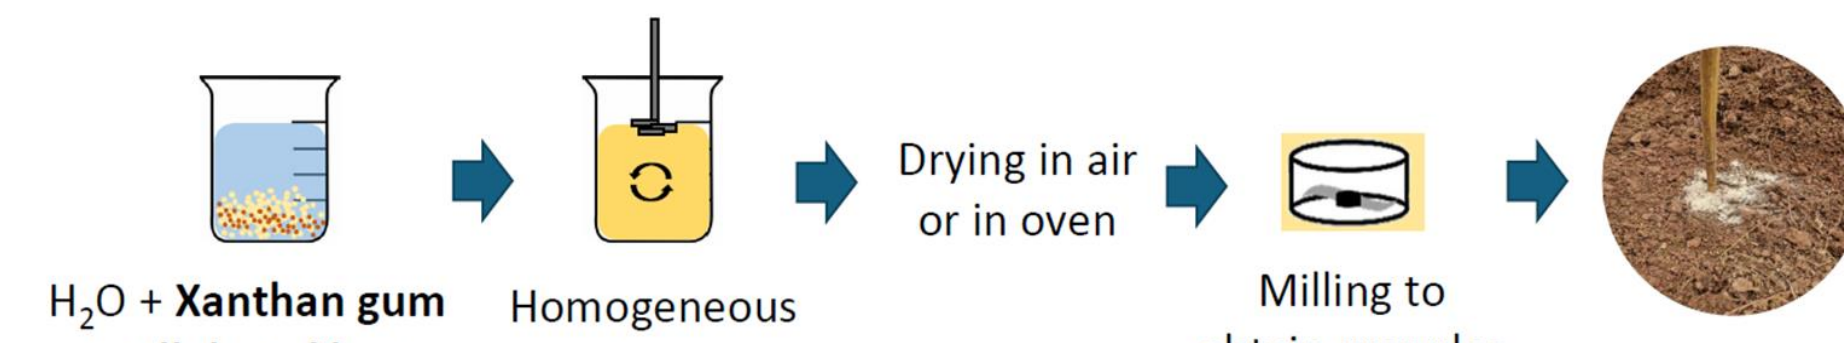 H₂O + Xanthan gum
Homogeneous
Drying in air
or in oven
Milling to